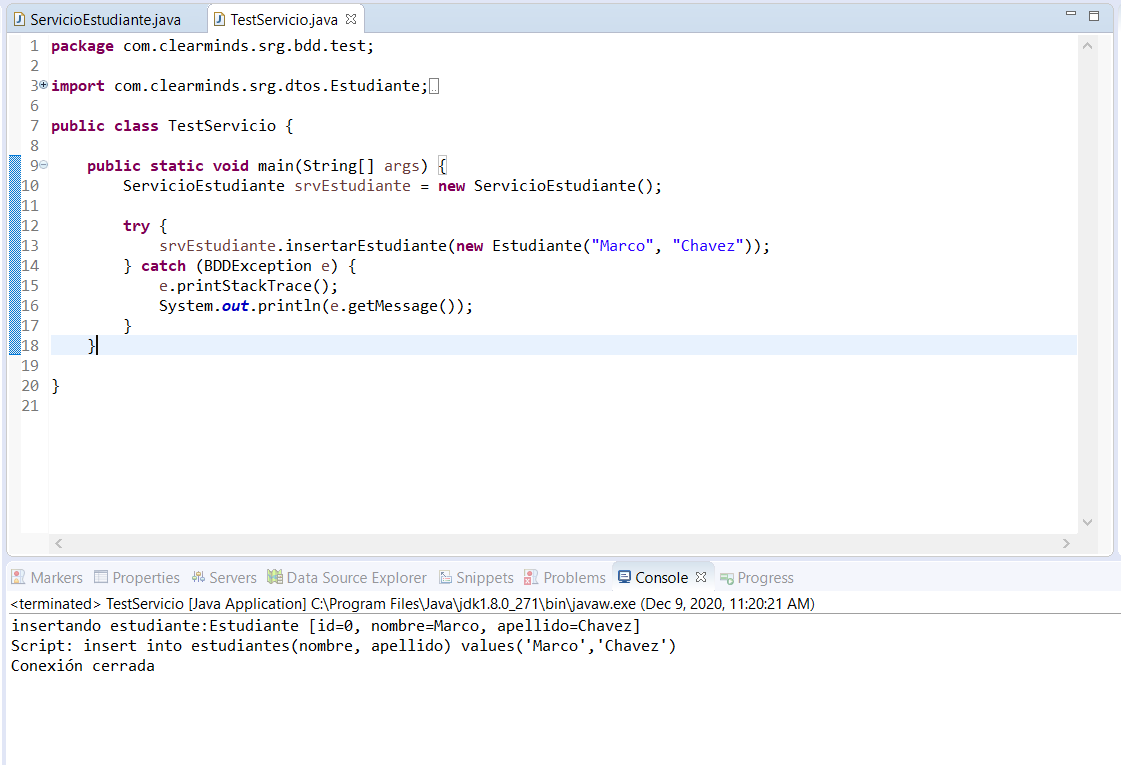 ServicioEstudiante.java TestServicio.java
1 package com.clearminds.srg.bdd.test;
2
3 import com.clearminds.srg.dtos.Estudiante;
6
7 public class TestServicio {
8
9     public static void main(String[] args) {
10         ServicioEstudiante srvEstudiante = new ServicioEstudiante();
11
12         try {
13             srvEstudiante.insertarEstudiante(new Estudiante("Marco", "Chavez"));
14         } catch (BDDException e) {
15             e.printStackTrace();
16             System.out.println(e.getMessage());
17         }
18     }
19
20 }
21
Markers Properties Servers Data Source Explorer Snippets Problems Console Progress
<terminated> TestServicio [Java Application] C:\Program Files\Java\jdk1.8.0_271\bin\javaw.exe (Dec 9, 2020, 11:20:21 AM)
insertando estudiante:Estudiante [id=0, nombre=Marco, apellido=Chavez]
Script: insert into estudiantes(nombre, apellido) values('Marco','Chavez')
Conexión cerrada